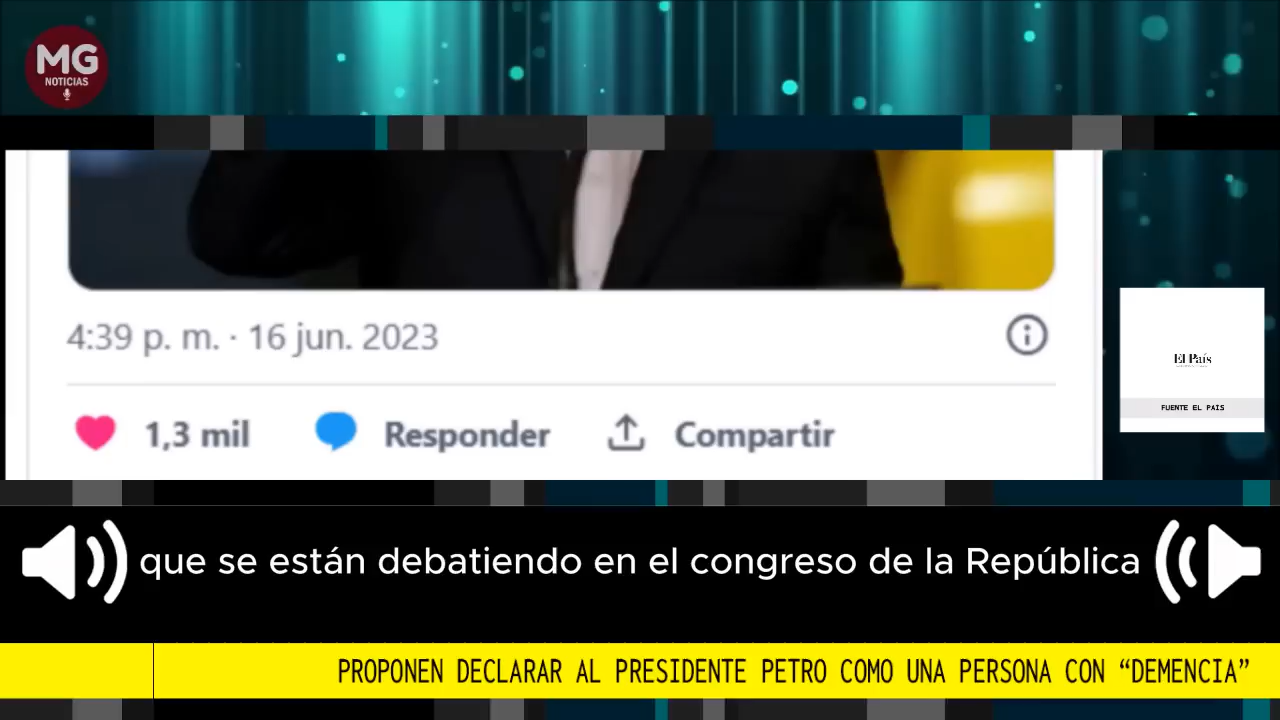 MG
NOTICIAS
4:39 p. m. · 16 jun. 2023
1,3 mil Responder Compartir
El País
FUENTE EL PAIS
que se están debatiendo en el congreso de la República
PROPONEN DECLARAR AL PRESIDENTE PETRO COMO UNA PERSONA CON “DEMENCIA”